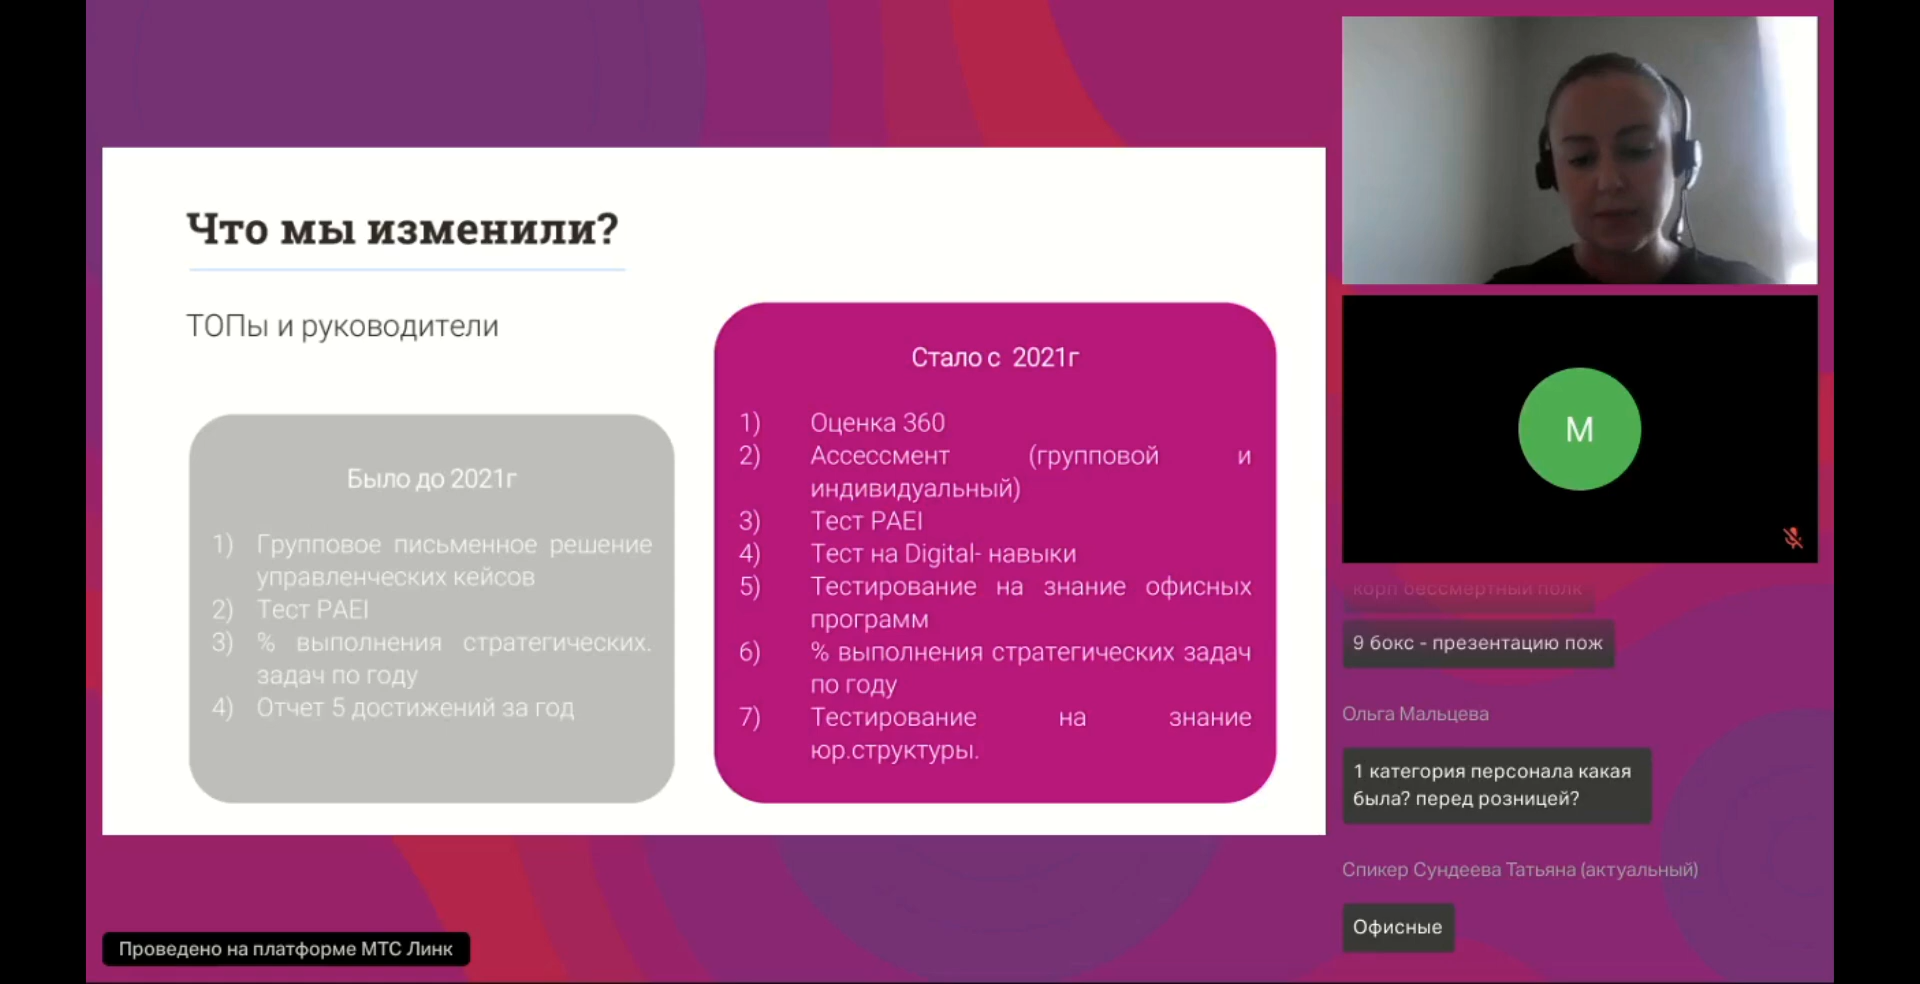 Что мы изменили?
ТОПы и руководители
Было до 2021г
1) Групповое письменное решение
управленческих кейсов
2) Тест PAEI
3) % выполнения стратегических.
задач по году
4) Отчет 5 достижений за год
Стало с 2021г
1) Оценка 360
2) Ассессмент (групповой и
индивидуальный)
3) Тест PAEI
4) Тест на Digital- навыки
5) Тестирование на знание офисных
программ
6) % выполнения стратегических задач
по году
7) Тестирование на знание
юр.структуры.
М
корп бессмертный полк
9 бокс - презентацию пож
Ольга Мальцева
1 категория персонала какая
была? перед розницей?
Спикер Сундеева Татьяна (актуальный)
Офисные
Проведено на платформе МТС Линк